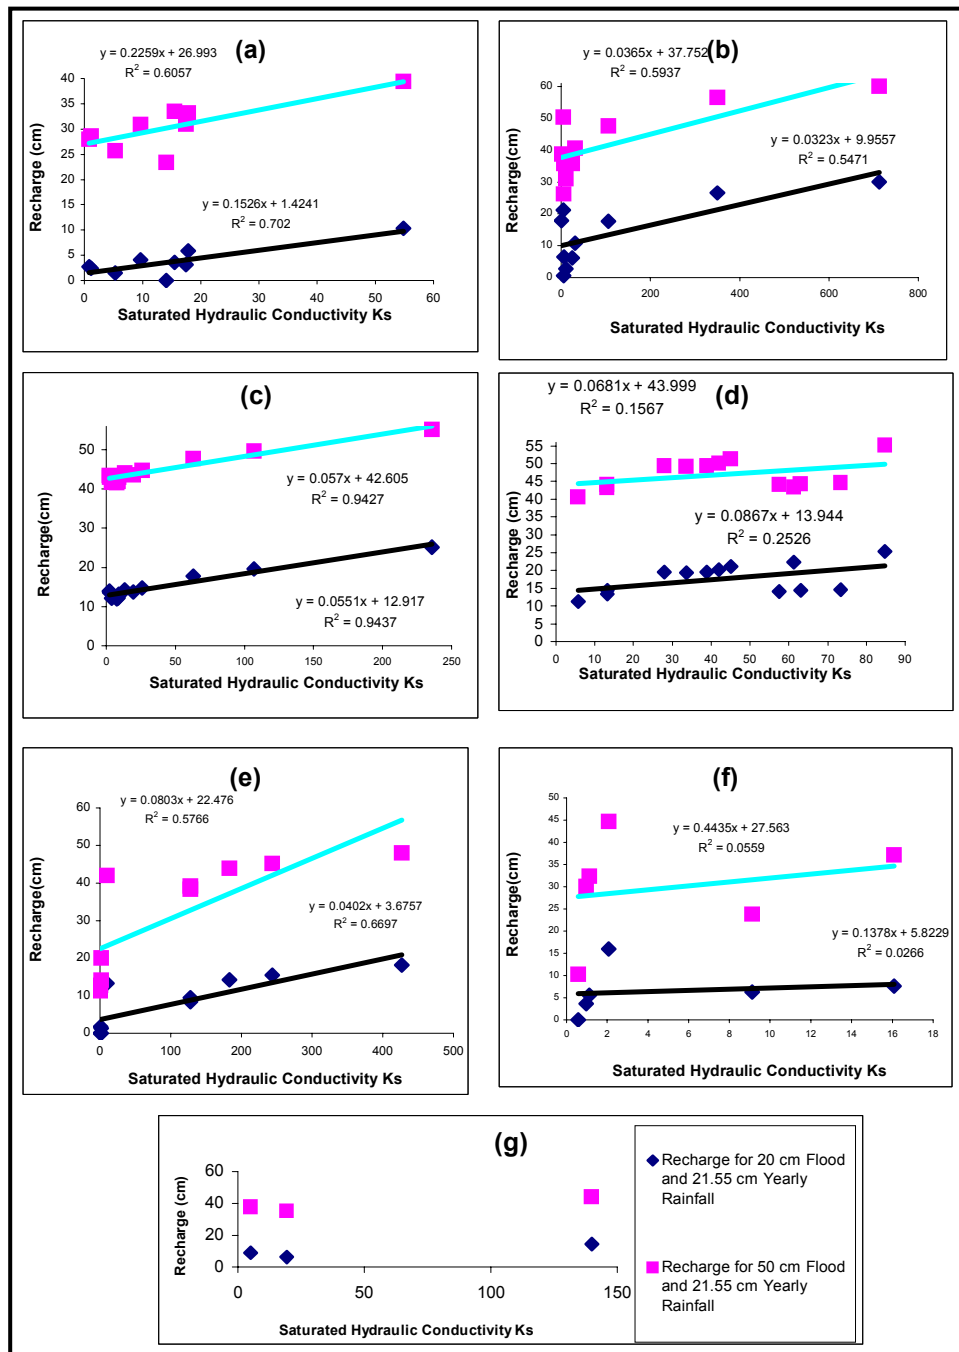 (a)
y = 0.2259x + 26.993
R² = 0.6057
40
35
30
25
20
15
10
5
0
Recharge (cm)
y = 0.1526x + 1.4241
R² = 0.702
0 10 20 30 40 50 60
Saturated Hydraulic Conductivity Ks
(b)
y = 0.0365x + 37.752
R² = 0.5937
60
50
40
30
20
10
0
Recharge(cm)
y = 0.0323x + 9.9557
R² = 0.5471
0 200 400 600 800
Saturated Hydraulic Conductivity Ks
(c)
50
40
30
20
10
0
Recharge(cm)
y = 0.057x + 42.605
R² = 0.9427
y = 0.0551x + 12.917
R² = 0.9437
0 50 100 150 200 250
Saturated Hydraulic Conductivity Ks
y = 0.0681x + 43.999
R² = 0.1567
(d)
55
50
45
40
35
30
25
20
15
10
5
0
Recharge (cm)
y = 0.0867x + 13.944
R² = 0.2526
0 10 20 30 40 50 60 70 80 90
Saturated Hydraulic Conductivity Ks
(e)
y = 0.0803x + 22.476
R² = 0.5766
60
50
40
30
20
10
0
Recharge(cm)
y = 0.0402x + 3.6757
R² = 0.6697
0 100 200 300 400 500
Saturated Hydraulic Conductivity Ks
(f)
50
45
40
35
30
25
20
15
10
5
0
Recharge(cm)
y = 0.4435x + 27.563
R² = 0.0559
y = 0.1378x + 5.8229
R² = 0.0266
0 2 4 6 8 10 12 14 16 18
Saturated Hydraulic Conductivity Ks
(g)
60
40
20
0
Recharge (cm)
0 50 100 150
Saturated Hydraulic Conductivity Ks
Recharge for 20 cm Flood
and 21.55 cm Yearly
Rainfall
Recharge for 50 cm Flood
and 21.55 cm Yearly
Rainfall